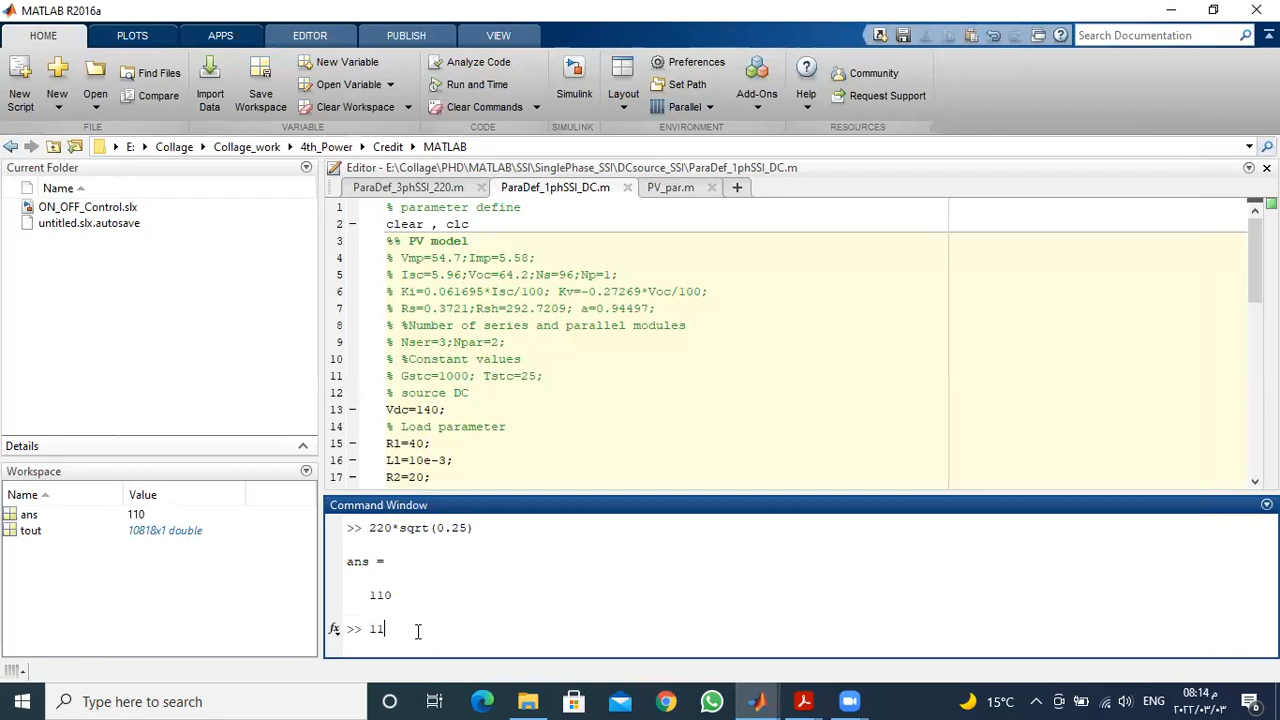 MATLAB R2016a
HOME PLOTS APPS EDITOR PUBLISH VIEW
Search Documentation
New Script
New
Open
Find Files
Compare
FILE
Import Data
Save Workspace
New Variable
Open Variable
Clear Workspace
VARIABLE
Analyze Code
Run and Time
Clear Commands
CODE
Simulink
SIMULINK
Layout
Preferences
Set Path
Parallel
Add-Ons
ENVIRONMENT
Help
Community
Request Support
RESOURCES
E: Collage Collage_work 4th_Power Credit MATLAB
Current Folder
Name
ON_OFF_Control.slx
untitled.slx.autosave
Details
Workspace
Name Value
ans 110
tout 10818x1 double
Editor - E:\Collage\PHD\MATLAB\SSI\SinglePhase_SSI\DCsource_SSI\ParaDef_1phSSI_DC.m
ParaDef_3phSSI_220.m ParaDef_1phSSI_DC.m PV_par.m
1 % parameter define
2 clear , clc
3 %% PV model
4 % Vmp=54.7;Imp=5.58;
5 % Isc=5.96;Voc=64.2;Ns=96;Np=1;
6 % Ki=0.061695*Isc/100; Kv=-0.27269*Voc/100;
7 % Rs=0.3721;Rsh=292.7209; a=0.94497;
8 % %Number of series and parallel modules
9 % Nser=3;Npar=2;
10 % %Constant values
11 % Gstc=1000; Tstc=25;
12 % source DC
13 Vdc=140;
14 % Load parameter
15 R1=40;
16 L1=10e-3;
17 R2=20;
Command Window
>> 220*sqrt(0.25)
ans =
110
fx >> 11
Type here to search
15°C
ENG
08:14 م
٢٠٢٢/٠٣/٠٣